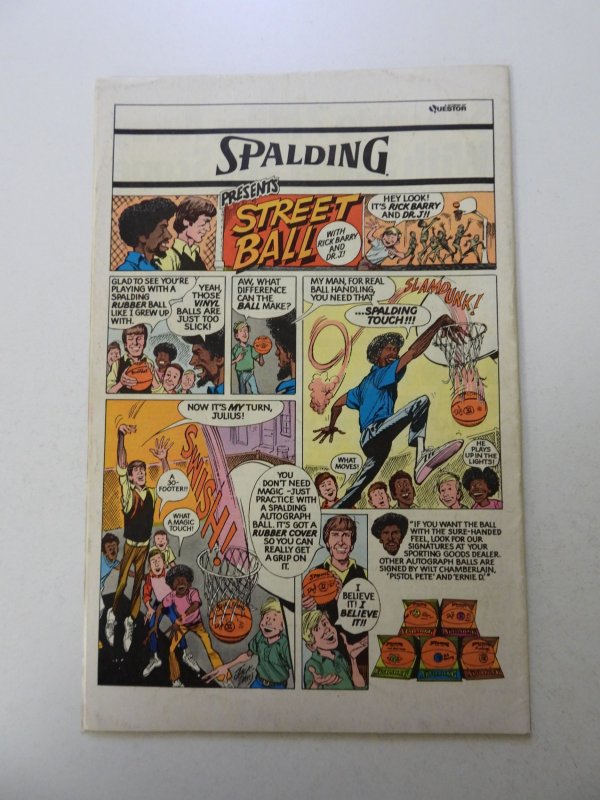 QUESTOR
SPALDING
PRESENTS
STREET
BALL
WITH
RICK BARRY
AND
DR. J!
HEY LOOK!
IT'S RICK BARRY
AND DR. J!!
GLAD TO SEE YOU'RE
PLAYING WITH A
SPALDING
RUBBER BALL
LIKE I GREW UP
WITH.
YEAH,
THOSE
VINYL
BALLS ARE
JUST TOO
SLICK!
AW, WHAT
DIFFERENCE
CAN THE
BALL MAKE?
MY MAN, FOR REAL
BALL HANDLING,
YOU NEED THAT
...SPALDING
TOUCH!!!
SLAMDUNK!
WHAT
MOVES!
HE
PLAYS
UP IN THE
LIGHTS!
NOW IT'S MY TURN,
JULIUS!
A
30-
FOOTER!!
WHAT
A MAGIC
TOUCH!
SWISH!
YOU
DON'T NEED
MAGIC -JUST
PRACTICE WITH
A SPALDING
AUTOGRAPH
BALL. IT'S GOT A
RUBBER COVER
SO YOU CAN
REALLY GET
A GRIP ON
IT.
I
BELIEVE
IT! I
BELIEVE
IT!!
"IF YOU WANT THE BALL
WITH THE SURE-HANDED
FEEL, LOOK FOR OUR
SIGNATURES AT YOUR
SPORTING GOODS DEALER.
OTHER AUTOGRAPH BALLS ARE
SIGNED BY WILT CHAMBERLAIN,
'PISTOL PETE' AND 'ERNIE D.'"